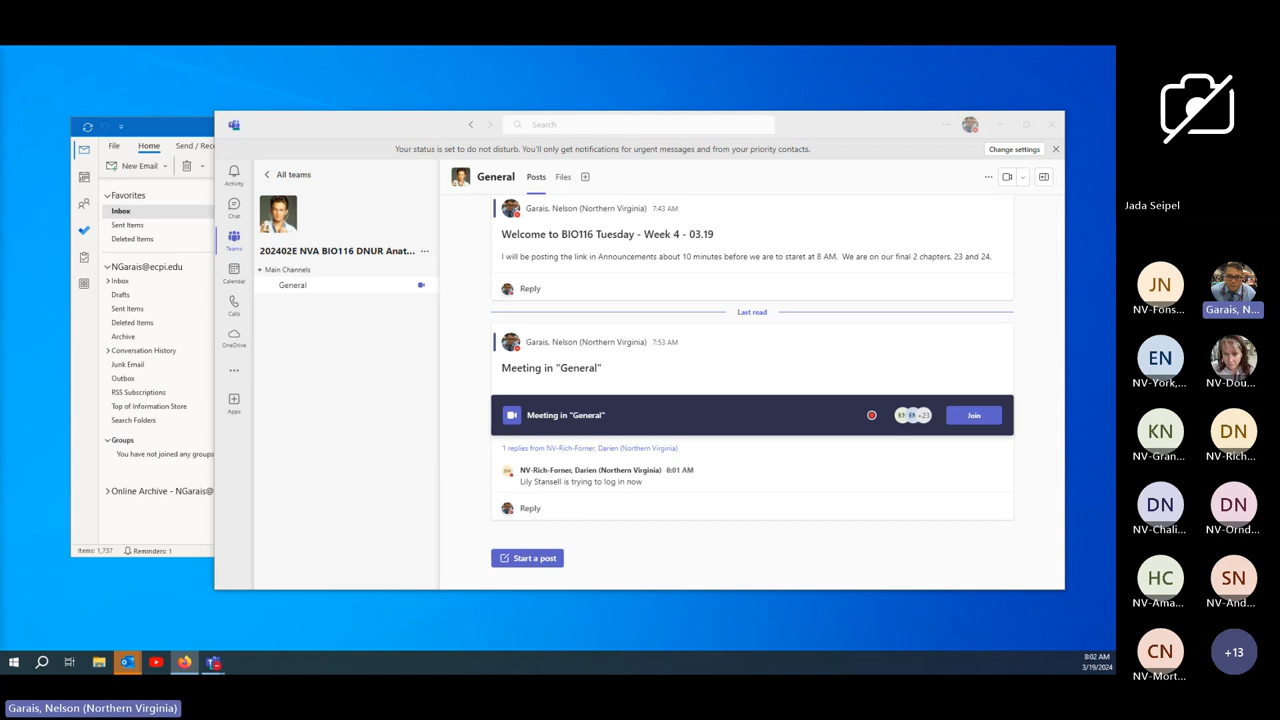 Search
Your status is set to do not disturb. You'll only get notifications for urgent messages and from your priority contacts.
Change settings
File
Home
Send / Rec
New Email
Favorites
Inbox
Sent Items
Deleted Items
NGarais@ecpi.edu
Inbox
Drafts
Sent Items
Deleted Items
Archive
Conversation History
Junk Email
Outbox
RSS Subscriptions
Top of Information Store
Search Folders
Groups
You have not joined any groups
Online Archive - NGarais@
Items: 1,737
Reminders: 1
Activity
Chat
Teams
Calendar
Calls
OneDrive
Apps
All teams
202402E NVA BIO116 DNUR Anat...
Main Channels
General
General
Posts
Files
Garais, Nelson (Northern Virginia) 7:43 AM
Welcome to BIO116 Tuesday - Week 4 - 03.19
I will be posting the link in Announcements about 10 minutes before we are to staret at 8 AM. We are on our final 2 chapters, 23 and 24.
Reply
Last read
Garais, Nelson (Northern Virginia) 7:53 AM
Meeting in "General"
Meeting in "General"
+23
Join
1 replies from NV-Rich-Forner, Darien (Northern Virginia)
NV-Rich-Forner, Darien (Northern Virginia) 8:01 AM
Lily Stansell is trying to log in now
Reply
Start a post
8:02 AM
3/19/2024
Jada Seipel
JN
NV-Fons...
Garais, N...
EN
NV-York,...
NV-Dou...
KN
NV-Gran...
DN
NV-Rich...
DN
NV-Chali...
DN
NV-Ornd...
HC
NV-Ama...
SN
NV-And...
CN
NV-Mort...
+13
Garais, Nelson (Northern Virginia)